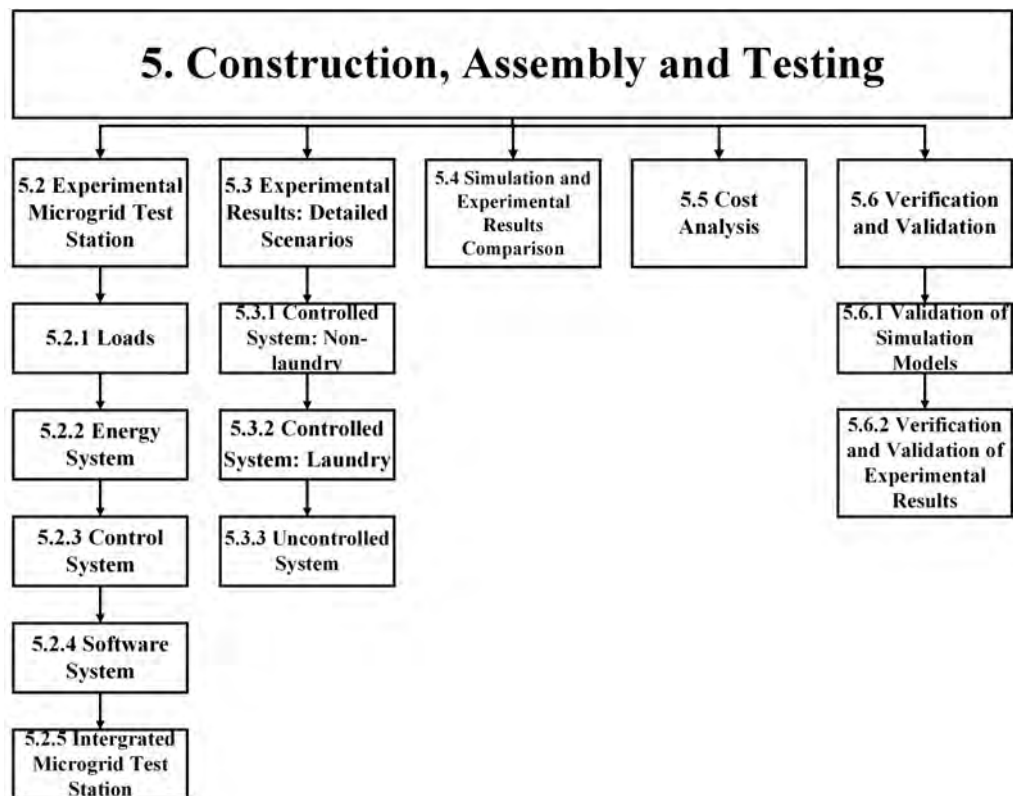 5. Construction, Assembly and Testing
5.2 Experimental
Microgrid Test
Station
5.2.1 Loads
5.2.2 Energy
System
5.2.3 Control
System
5.2.4 Software
System
5.2.5 Intergrated
Microgrid Test
Station
5.3 Experimental
Results: Detailed
Scenarios
5.3.1 Controlled
System: Non-
laundry
5.3.2 Controlled
System: Laundry
5.3.3 Uncontrolled
System
5.4 Simulation and
Experimental
Results
Comparison
5.5 Cost
Analysis
5.6 Verification
and Validation
5.6.1 Validation of
Simulation
Models
5.6.2 Verification
and Validation of
Experimental
Results